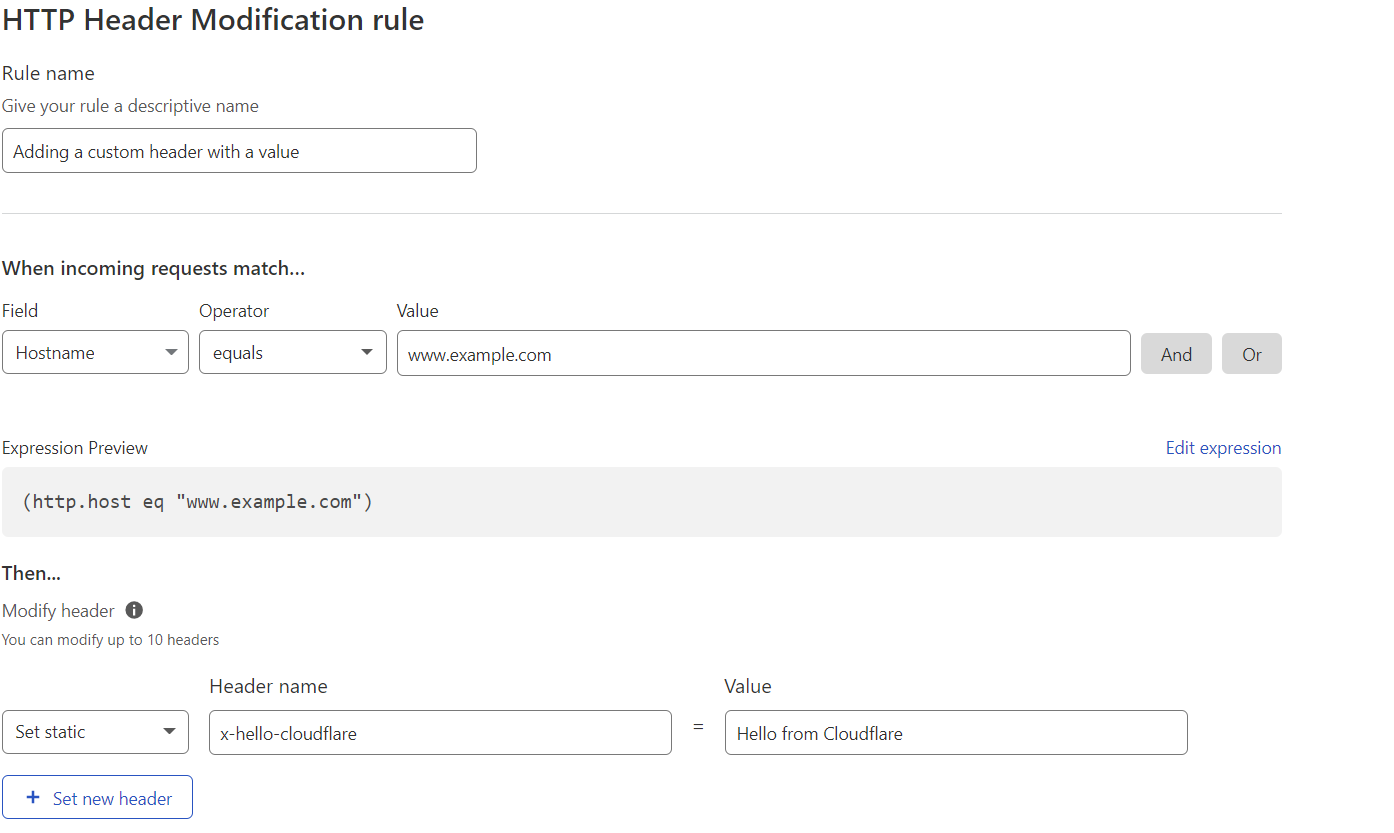 HTTP Header Modification rule
Rule name
Give your rule a descriptive name
Adding a custom header with a value
When incoming requests match...
Field Operator Value
Hostname equals www.example.com And Or
Expression Preview Edit expression
(http.host eq "www.example.com")
Then...
Modify header
You can modify up to 10 headers
Header name Value
Set static x-hello-cloudflare = Hello from Cloudflare
+ Set new header